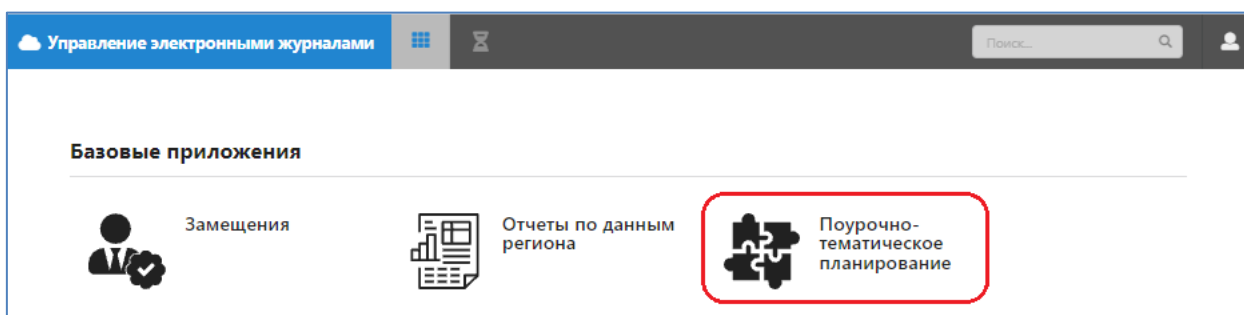 Управление электронными журналами
Поиск...
Базовые приложения
Замещения
Отчеты по данным
региона
Поурочно-
тематическое
планирование